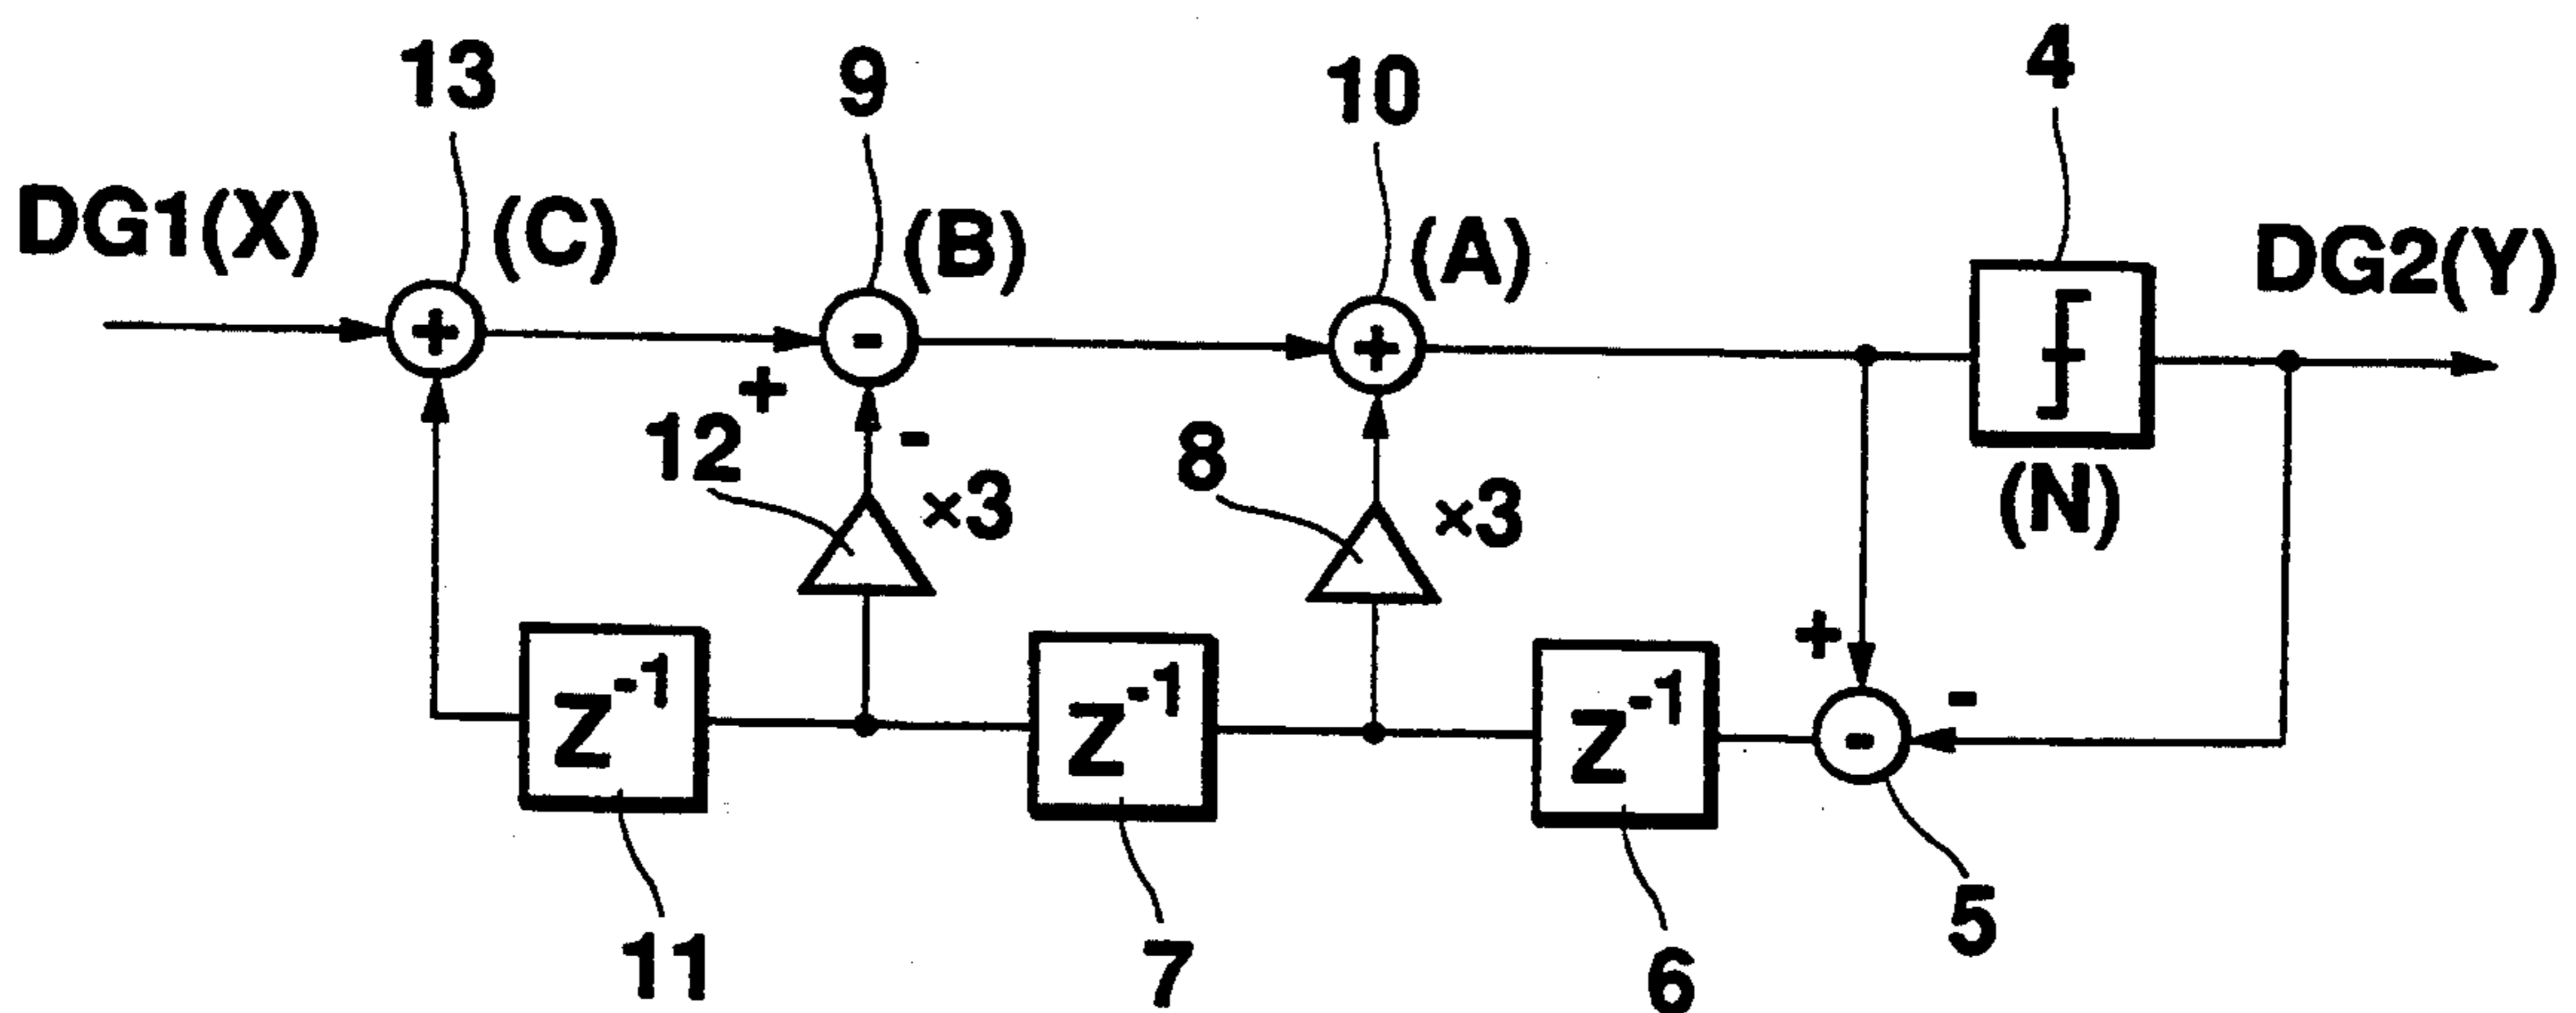 13
9
10
4
DG1(X)
(C)
(B)
(A)
DG2(Y)
+
-
+
+
12
-
×3
8
×3
(N)
+
-
Z⁻¹
Z⁻¹
Z⁻¹
-
11
7
6
5